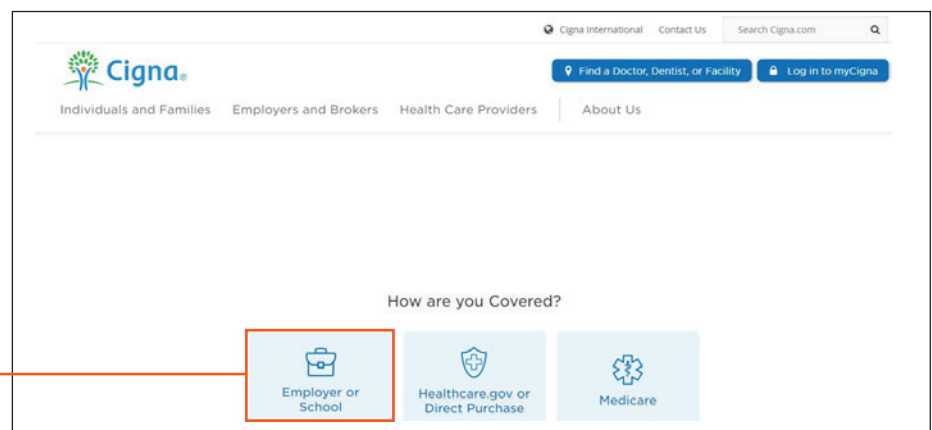 Cigna International Contact Us Search Cigna.com
Cigna®
Find a Doctor, Dentist, or Facility Log in to myCigna
Individuals and Families Employers and Brokers Health Care Providers About Us
How are you Covered?
Employer or
School
Healthcare.gov or
Direct Purchase
Medicare